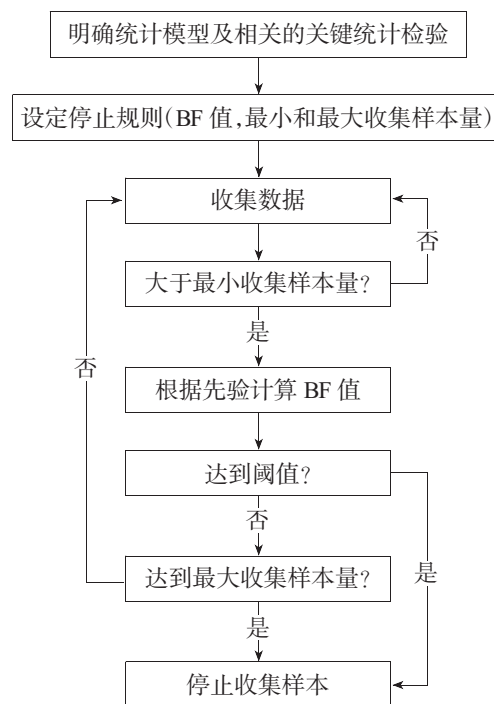 明确统计模型及相关的关键统计检验
设定停止规则(BF 值,最小和最大收集样本量)
收集数据
否
大于最小收集样本量?
是
否
根据先验计算 BF 值
达到阈值?
否
达到最大收集样本量?
是
是
停止收集样本